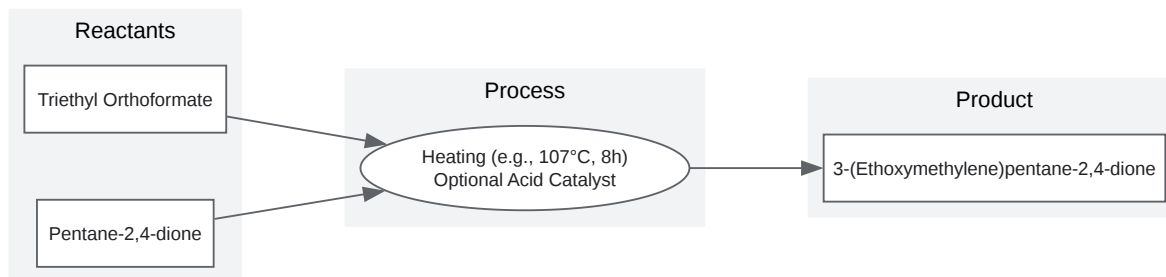 Reactants
Triethyl Orthoformate
Pentane-2,4-dione
Process
Heating (e.g., 107°C, 8h)
Optional Acid Catalyst
Product
3-(Ethoxymethylene)pentane-2,4-dione